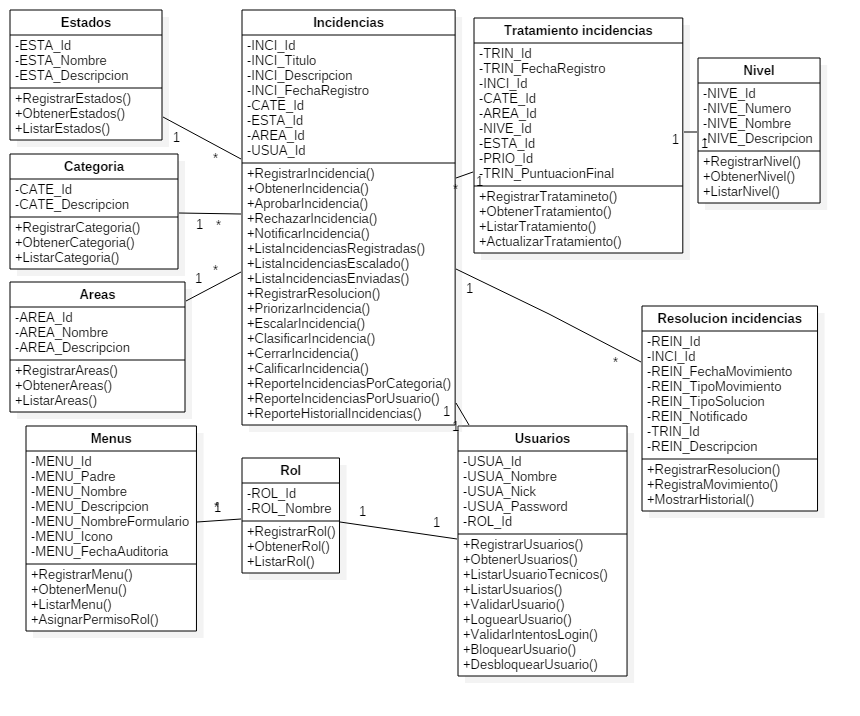 Estados
-ESTA_Id
-ESTA_Nombre
-ESTA_Descripcion
+RegistrarEstados()
+ObtenerEstados()
+ListarEstados()
1
*
Categoria
-CATE_Id
-CATE_Descripcion
+RegistrarCategoria()
+ObtenerCategoria()
+ListarCategoria()
1
*
Areas
-AREA_Id
-AREA_Nombre
-AREA_Descripcion
+RegistrarAreas()
+ObtenerAreas()
+ListarAreas()
1
*
Incidencias
-INCI_Id
-INCI_Titulo
-INCI_Descripcion
-INCI_FechaRegistro
-CATE_Id
-ESTA_Id
-AREA_Id
-USUA_Id
+RegistrarIncidencia()
+ObtenerIncidencia()
+AprobarIncidencia()
+RechazarIncidencia()
+NotificarIncidencia()
+ListaIncidenciasRegistradas()
+ListaIncidenciasEscalado()
+ListaIncidenciasEnviadas()
+RegistrarResolucion()
+PriorizarIncidencia()
+EscalarIncidencia()
+ClasificarIncidencia()
+CerrarIncidencia()
+CalificarIncidencia()
+ReporteIncidenciasPorCategoria()
+ReporteIncidenciasPorUsuario()
+ReporteHistorialIncidencias()
*
1
1
*
1
1
Tratamiento incidencias
-TRIN_Id
-TRIN_FechaRegistro
-INCI_Id
-CATE_Id
-AREA_Id
-NIVE_Id
-ESTA_Id
-PRIO_Id
-TRIN_PuntuacionFinal
+RegistrarTratamineto()
+ObtenerTratamiento()
+ListarTratamiento()
+ActualizarTratamiento()
1
1
Nivel
-NIVE_Id
-NIVE_Numero
-NIVE_Nombre
-NIVE_Descripcion
+RegistrarNivel()
+ObtenerNivel()
+ListarNivel()
Resolucion incidencias
-REIN_Id
-INCI_Id
-REIN_FechaMovimiento
-REIN_TipoMovimiento
-REIN_TipoSolucion
-REIN_Notificado
-TRIN_Id
-REIN_Descripcion
+RegistrarResolucion()
+RegistraMovimiento()
+MostrarHistorial()
Menus
-MENU_Id
-MENU_Padre
-MENU_Nombre
-MENU_Descripcion
-MENU_NombreFormulario
-MENU_Icono
-MENU_FechaAuditoria
+RegistrarMenu()
+ObtenerMenu()
+ListarMenu()
+AsignarPermisoRol()
*
1
Rol
-ROL_Id
-ROL_Nombre
+RegistrarRol()
+ObtenerRol()
+ListarRol()
1
1
Usuarios
-USUA_Id
-USUA_Nombre
-USUA_Nick
-USUA_Password
-ROL_Id
+RegistrarUsuarios()
+ObtenerUsuarios()
+ListarUsuarioTecnicos()
+ListarUsuarios()
+ValidarUsuario()
+LoguearUsuario()
+ValidarIntentosLogin()
+BloquearUsuario()
+DesbloquearUsuario()